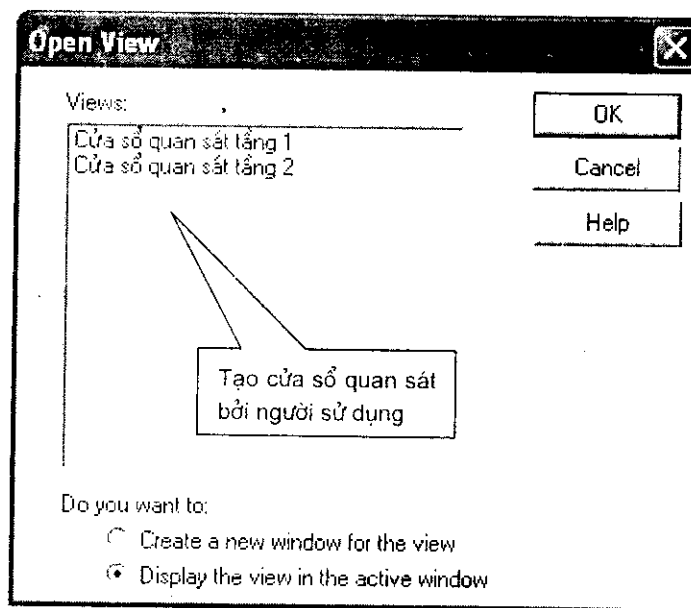 Open View
Views:
Cửa sổ quan sát tầng 1
Cửa sổ quan sát tầng 2
OK
Cancel
Help
Tạo cửa sổ quan sát
bởi người sử dụng
Do you want to:
Create a new window for the view
Display the view in the active window